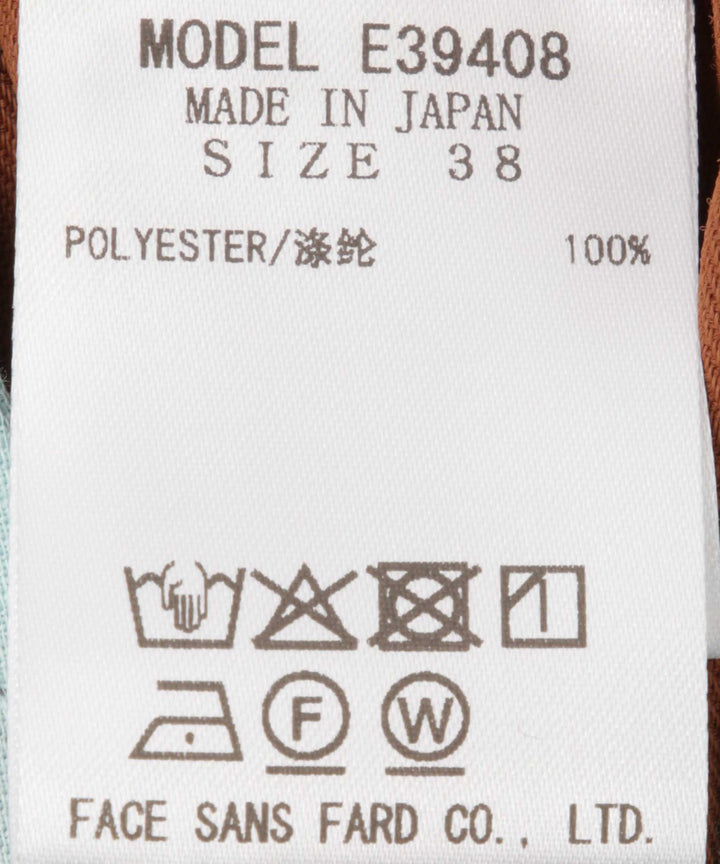 MODEL E39408
MADE IN JAPAN
SIZE 38
POLYESTER/涤纶 100%
F W
FACE SANS FARD CO., LTD.